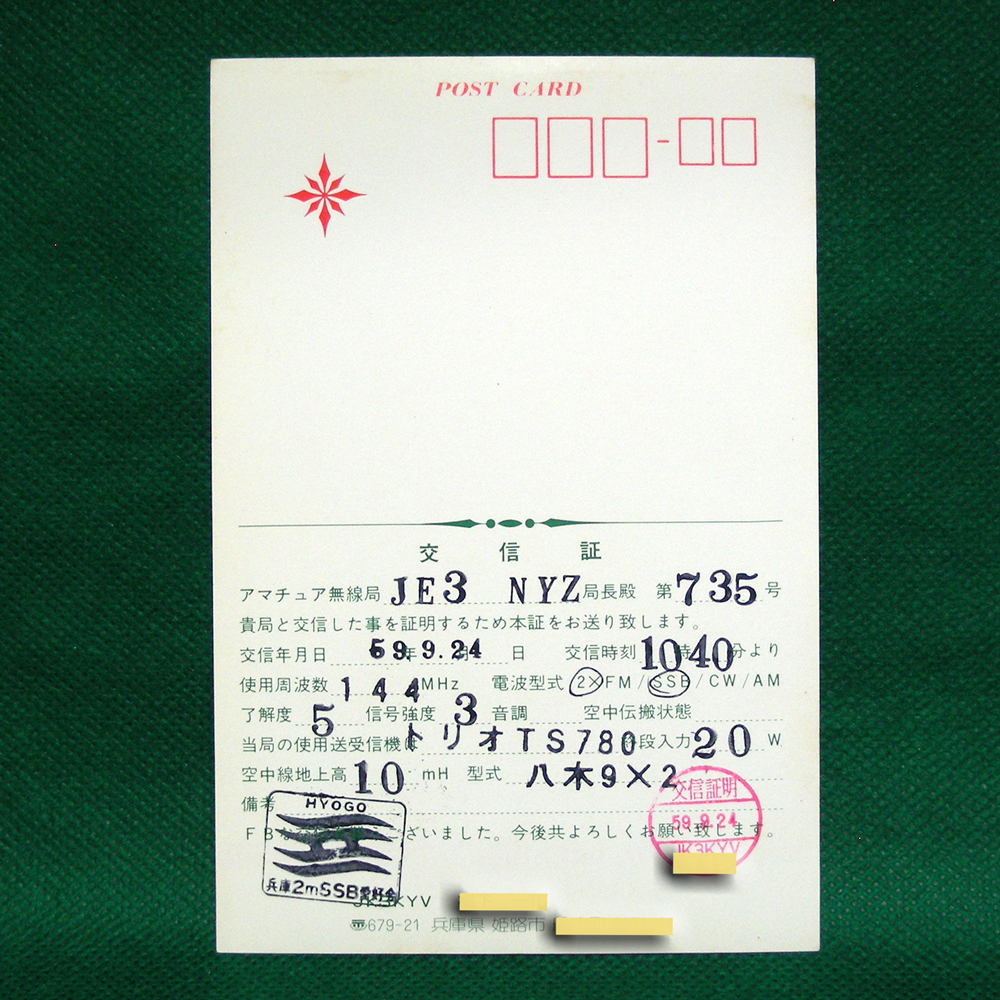 POST CARD
交信証
アマチュア無線局 JE3 NYZ 局長殿 第 735 号
貴局と交信した事を証明するため本証をお送り致します。
交信年月日 59.9.24 日 交信時刻 1040 分より
使用周波数 144 MHz 電波型式 2×FM/SSB/CW/AM
了解度 5 信号強度 3 音調 空中伝搬状態
当局の使用送受信機は トリオTS780 終段入力 20 W
空中線地上高 10 mH 型式 八木9×2
備考
HYOGO
兵庫2mSSB愛好会
交信証明
59.9.24
JK3KYV
ございました。今後共よろしくお願い致します。
JK3KYV
〠679-21 兵庫県 姫路市